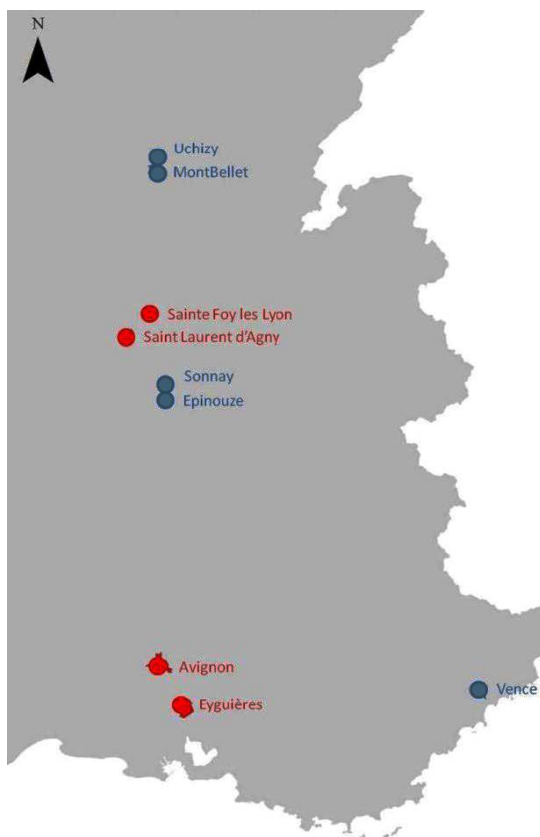 N
Uchizy
MontBellet
Sainte Foy les Lyon
Saint Laurent d'Agny
Sonnay
Epinouze
Avignon
Eyguières
Vence